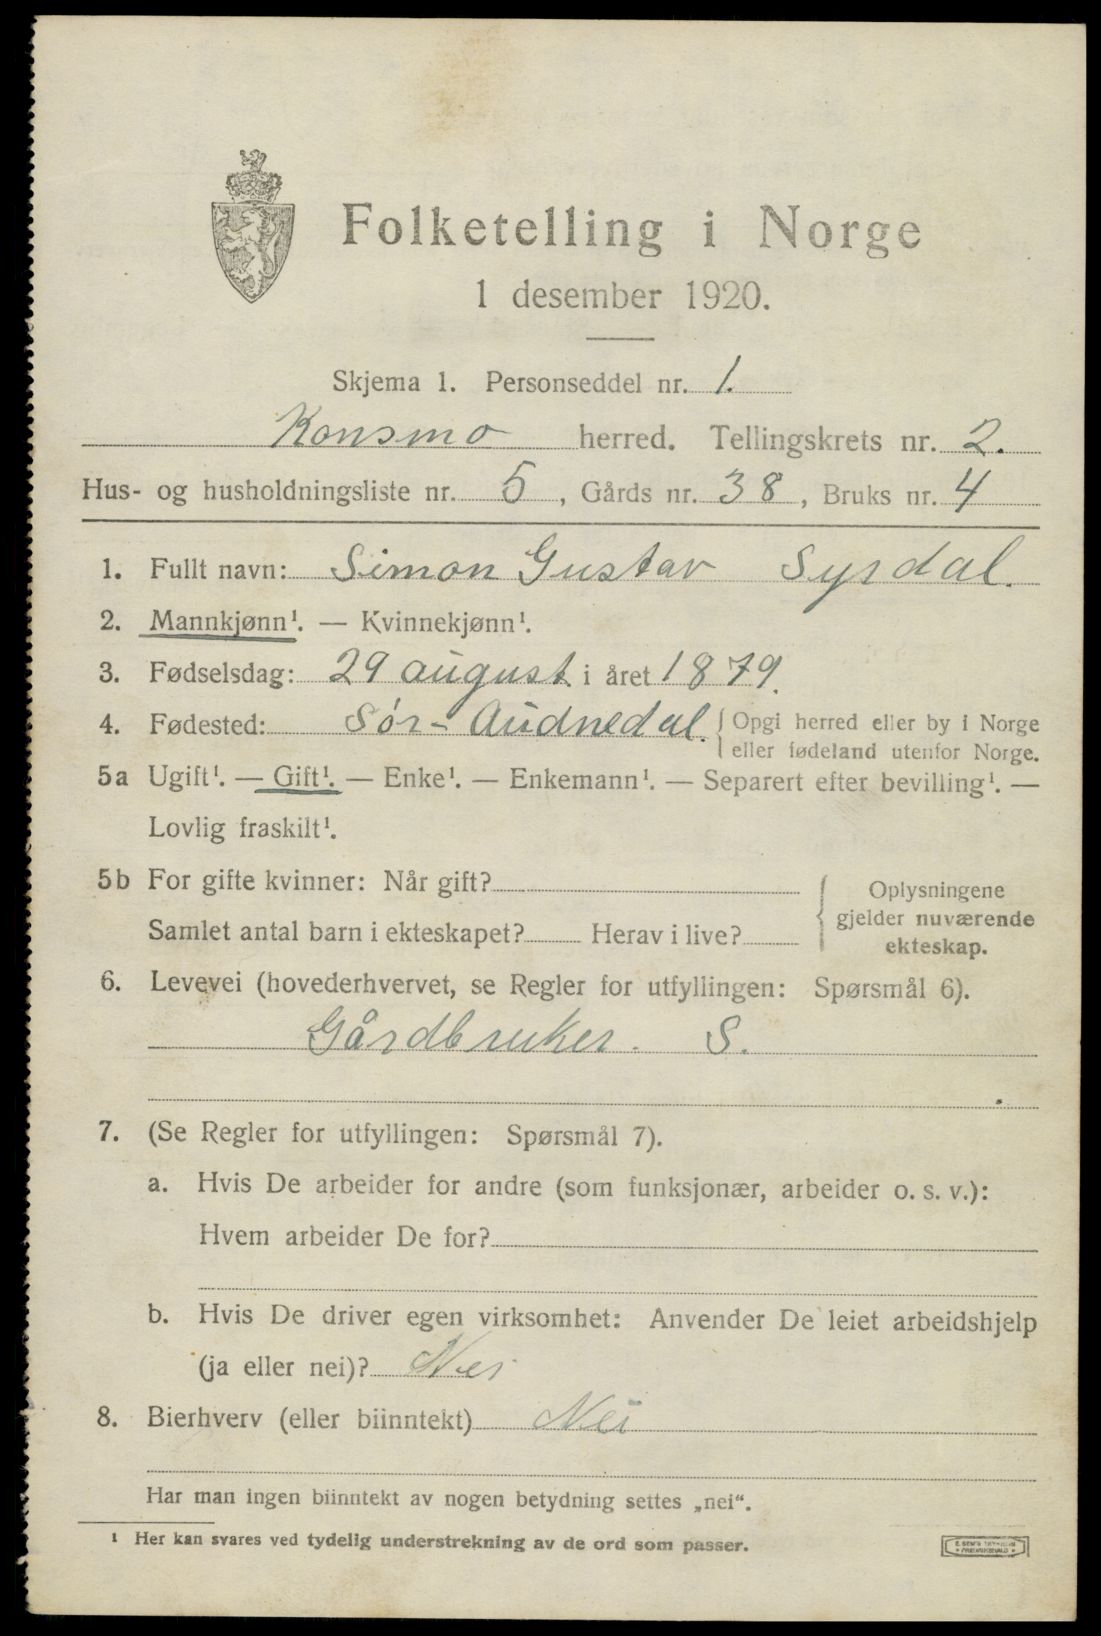 Folketelling i Norge
1 desember 1920.
Skjema 1. Personseddel nr. 1.
Konsmo herred. Tellingskrets nr. 2.
Hus- og husholdningsliste nr. 5, Gårds nr. 38, Bruks nr. 4
1. Fullt navn: Simon Gustav Syrdal.
2. Mannkjønn¹. — Kvinnekjønn¹.
3. Fødselsdag: 29 august i året 1879.
4. Fødested: Sør-Audnedal. Opgi herred eller by i Norge
eller fødeland utenfor Norge.
5a Ugift¹. — Gift¹. — Enke¹. — Enkemann¹. — Separert efter bevilling¹. —
Lovlig fraskilt¹.
5b For gifte kvinner: Når gift?
Samlet antal barn i ekteskapet? Herav i live?
Oplysningene
gjelder nuværende
ekteskap.
6. Levevei (hovederhvervet, se Regler for utfyllingen: Spørsmål 6).
Gårdbruker. S.
7. (Se Regler for utfyllingen: Spørsmål 7).
a. Hvis De arbeider for andre (som funksjonær, arbeider o. s. v.):
Hvem arbeider De for?
b. Hvis De driver egen virksomhet: Anvender De leiet arbeidshjelp
(ja eller nei)? Nei
8. Bierhverv (eller biinntekt) Nei
Har man ingen biinntekt av nogen betydning settes „nei“.
¹ Her kan svares ved tydelig understrekning av de ord som passer.